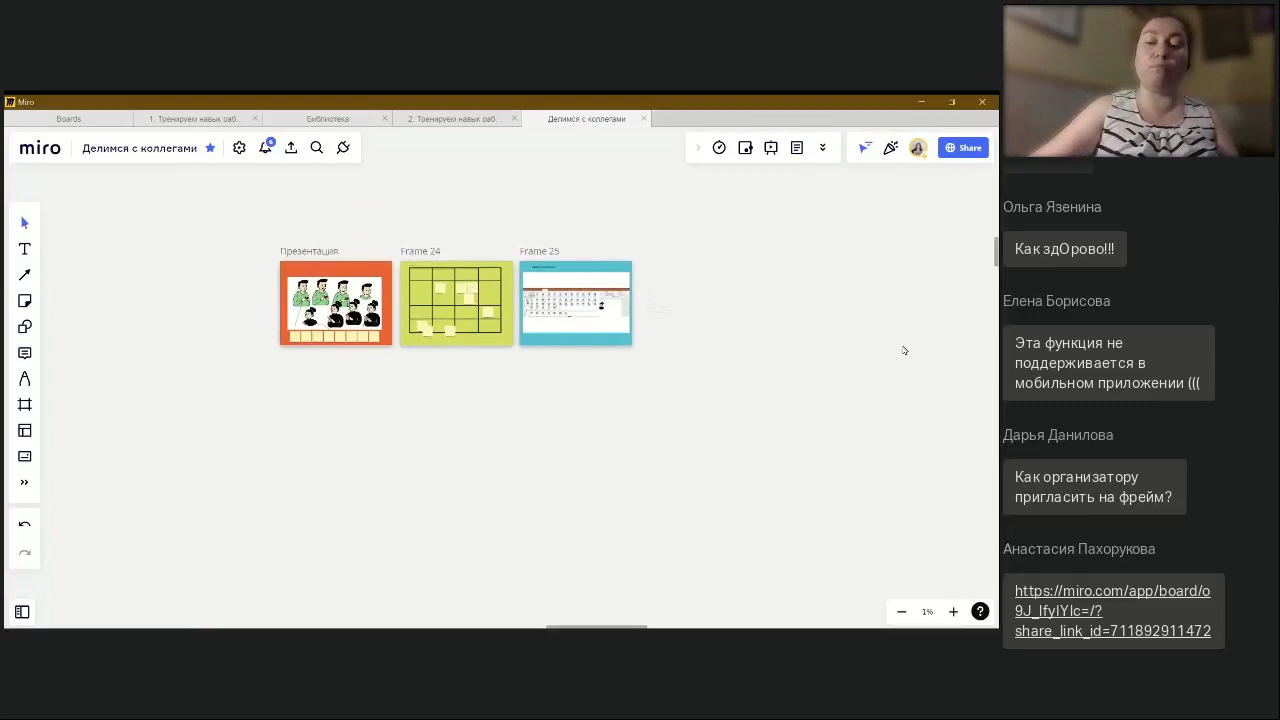 Miro
Boards
1. Тренируем навык раб...
Библиотека
2. Тренируем навык раб...
Делимся с коллегами
miro
Делимся с коллегами
6
Share
Презентация
Frame 24
Frame 25
1%
Ольга Язенина
Как здОрово!!!
Елена Борисова
Эта функция не
поддерживается в
мобильном приложении (((
Дарья Данилова
Как организатору
пригласить на фрейм?
Анастасия Пахорукова
https://miro.com/app/board/o
9J_lfyIYIc=/?
share_link_id=711892911472